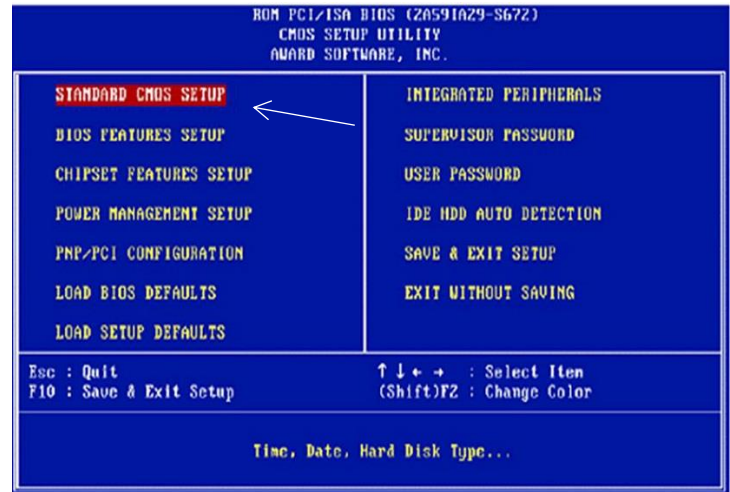 ROM PCI/ISA BIOS (2A59IA29-S672)
CMOS SETUP UTILITY
AWARD SOFTWARE, INC.
STANDARD CMOS SETUP
BIOS FEATURES SETUP
CHIPSET FEATURES SETUP
POWER MANAGEMENT SETUP
PNP/PCI CONFIGURATION
LOAD BIOS DEFAULTS
LOAD SETUP DEFAULTS
INTEGRATED PERIPHERALS
SUPERVISOR PASSWORD
USER PASSWORD
IDE HDD AUTO DETECTION
SAVE & EXIT SETUP
EXIT WITHOUT SAVING
Esc : Quit
F10 : Save & Exit Setup
↑ ↓ ← → : Select Item
(Shift)F2 : Change Color
Time, Date, Hard Disk Type...